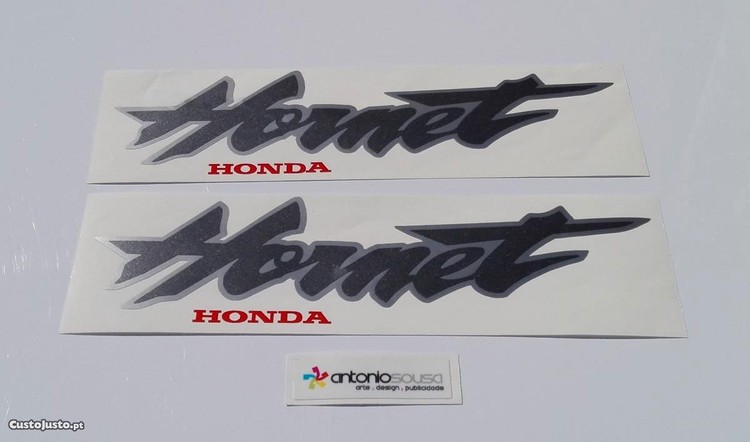 Hornet
HONDA
Hornet
HONDA
antoniosousa
arte . design . publicidade
CustoJusto.pt